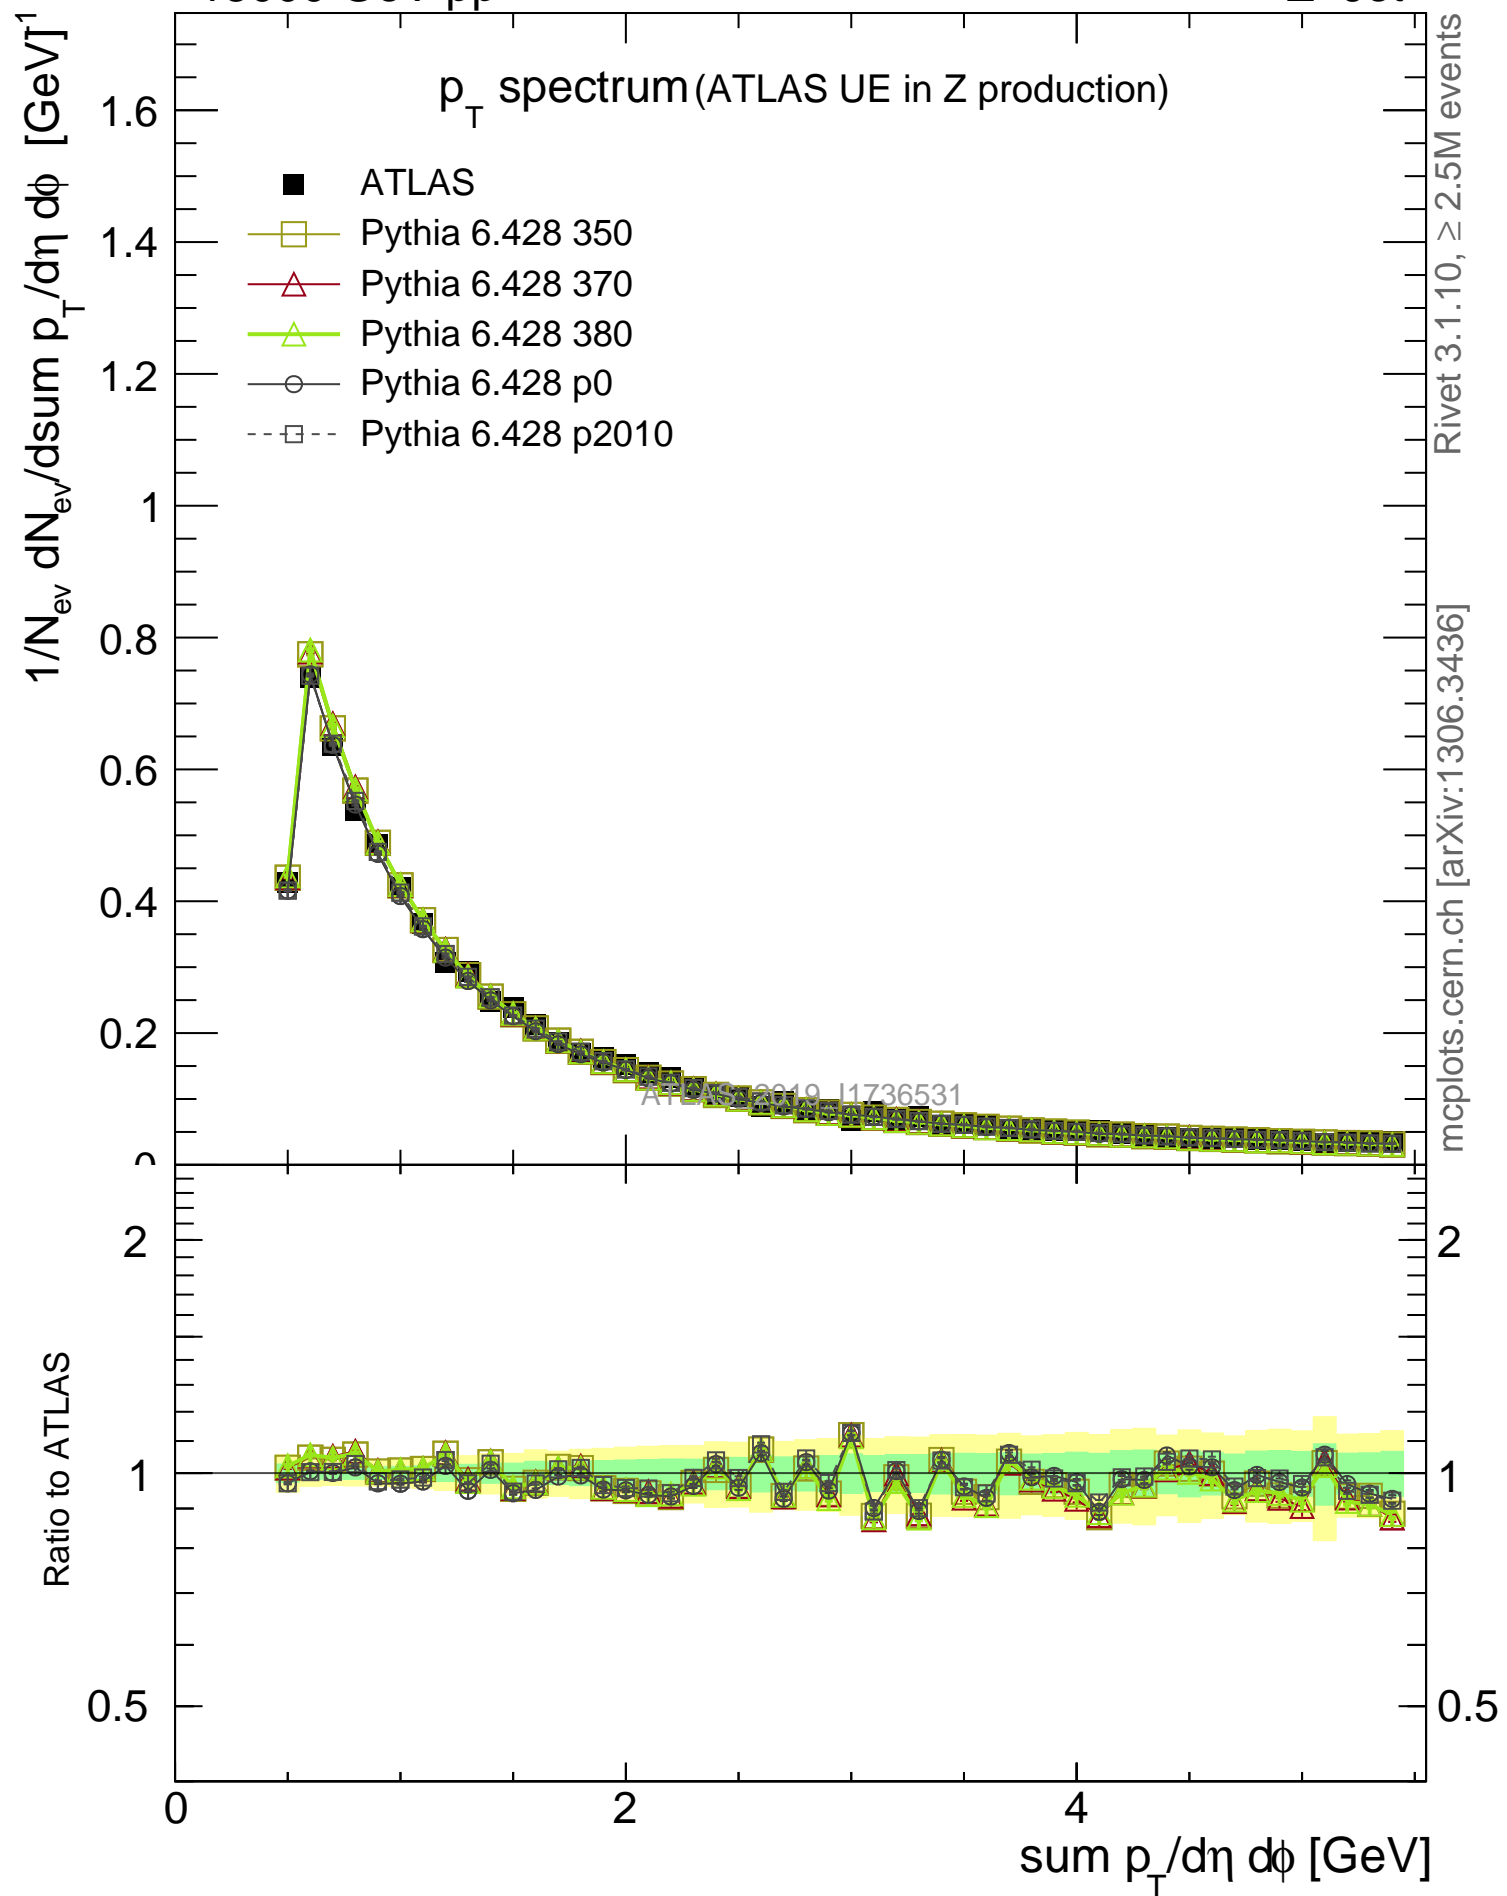 p_T spectrum (ATLAS UE in Z production)
ATLAS
Pythia 6.428 350
Pythia 6.428 370
Pythia 6.428 380
Pythia 6.428 p0
Pythia 6.428 p2010
1/N_ev dN_ev/dsum p_T/dη dϕ [GeV]^-1
1.6
1.4
1.2
1
0.8
0.6
0.4
0.2
0
ATLAS_2019_I1736531
Rivet 3.1.10, ≥ 2.5M events
mcplots.cern.ch [arXiv:1306.3436]
Ratio to ATLAS
2
1
0.5
2
1
0.5
0
2
4
sum p_T/dη dϕ [GeV]